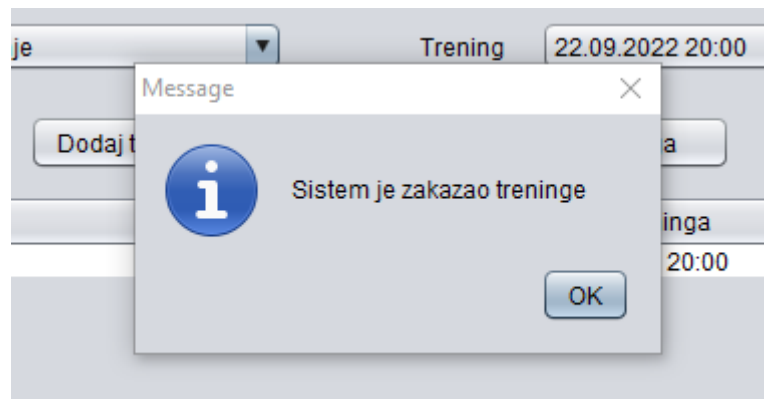 je Trening 22.09.2022 20:00
Message
Dodaj t a
Sistem je zakazao treninge
inga
20:00
OK